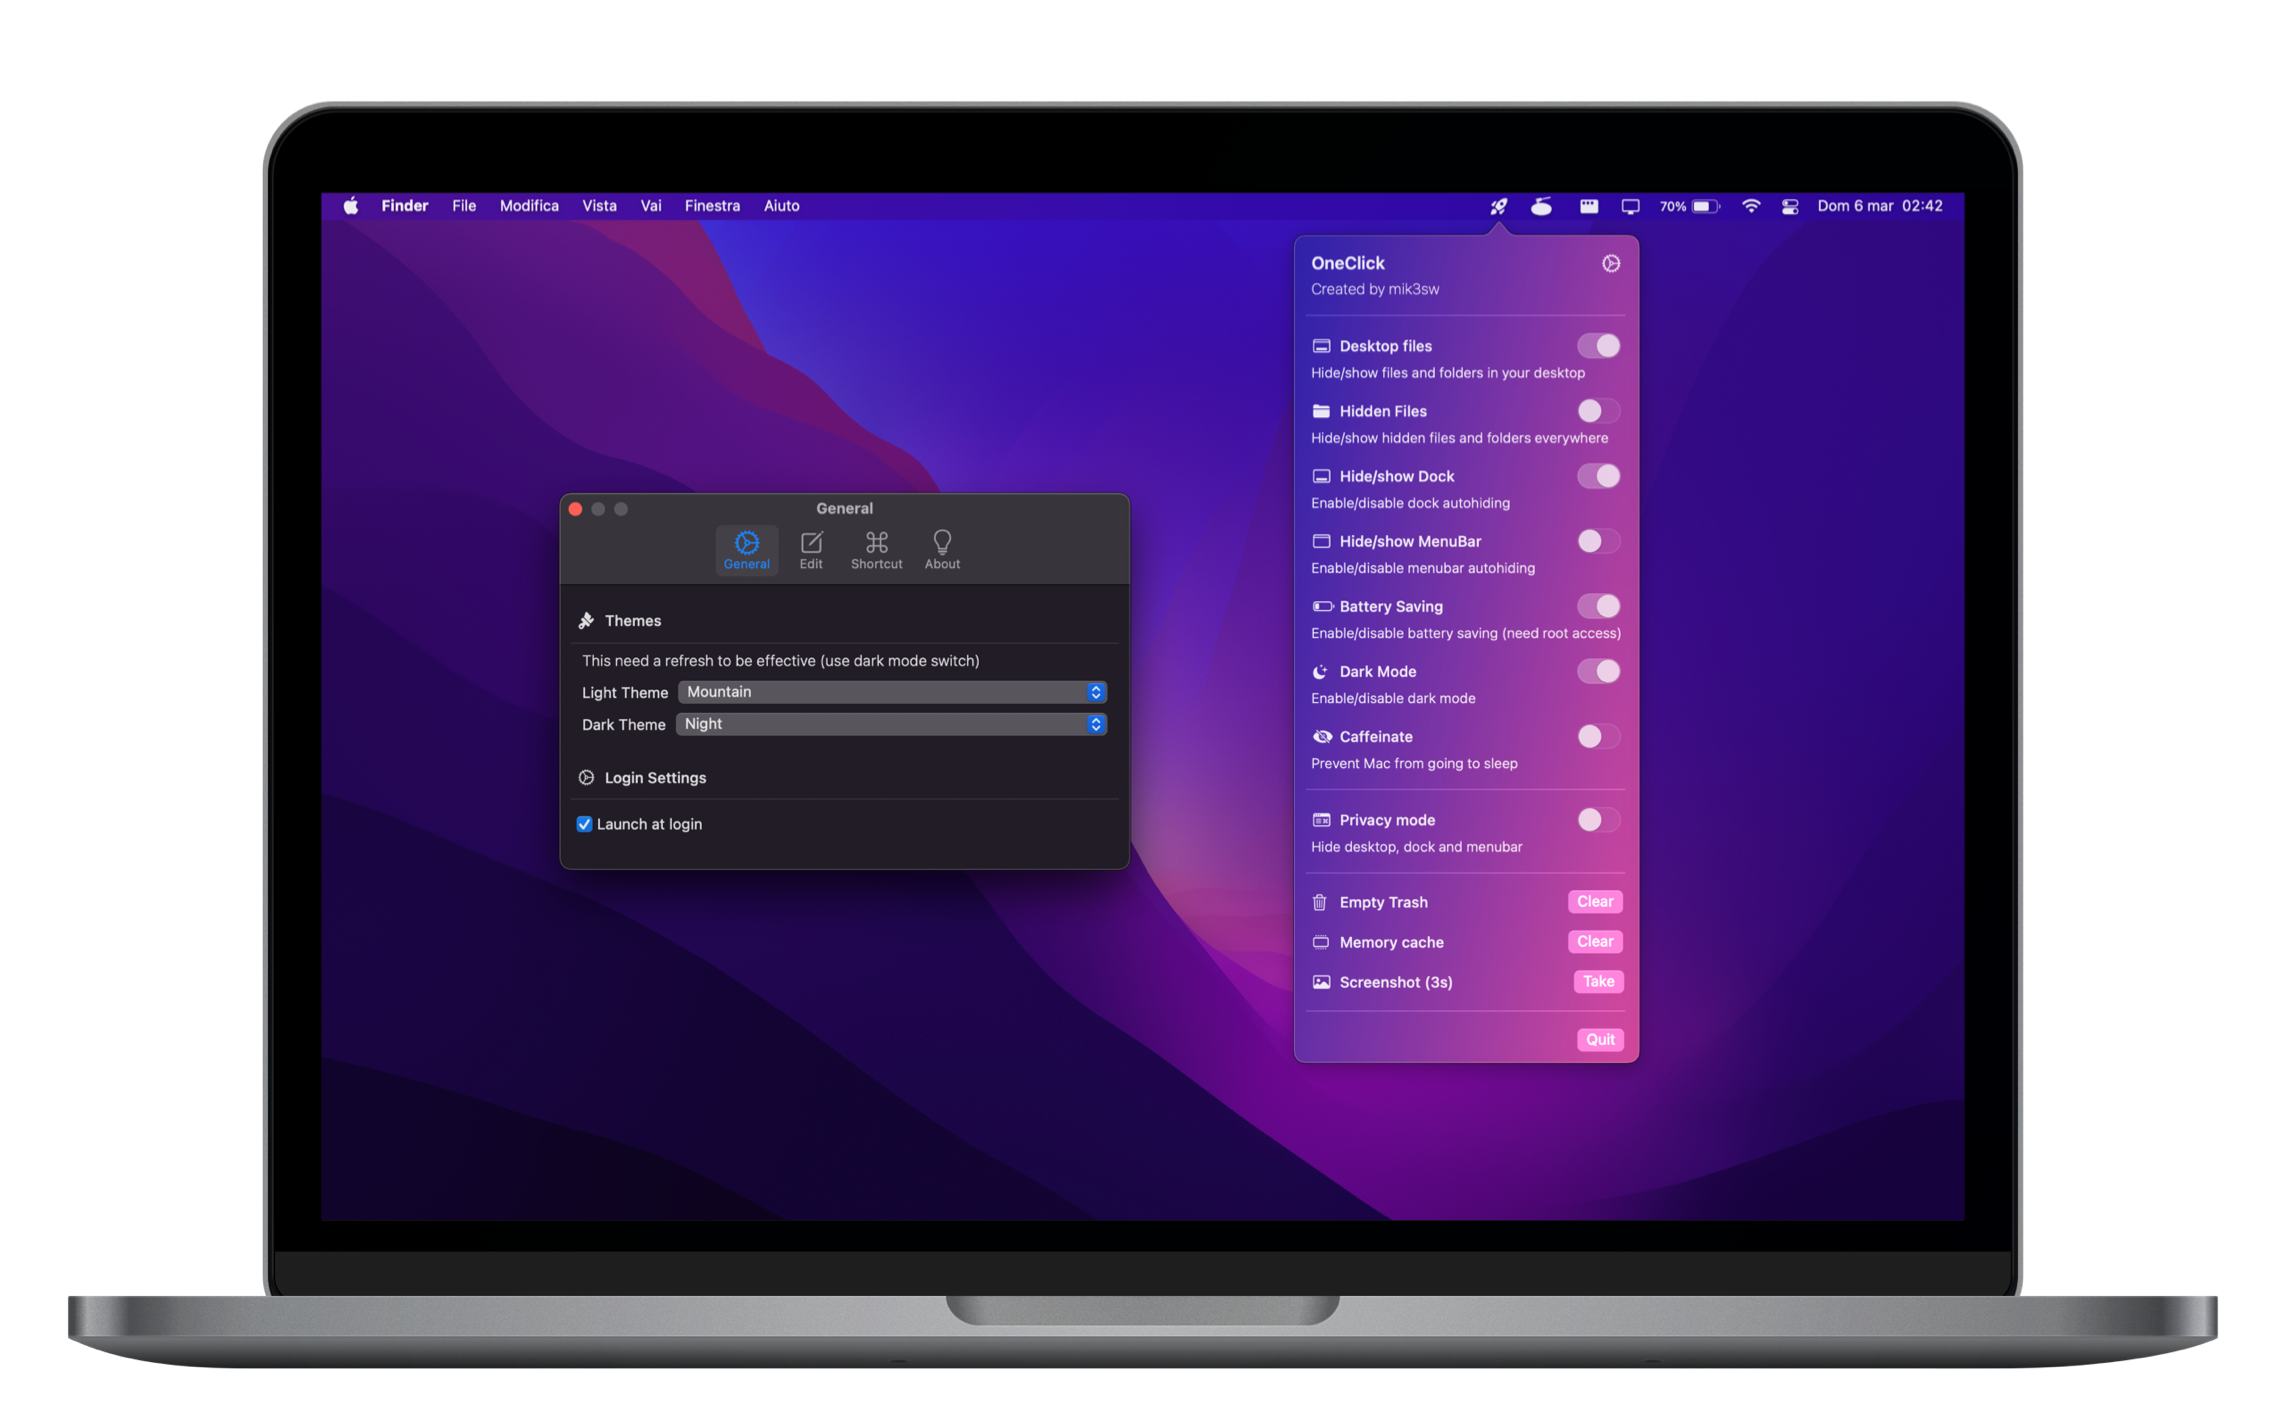 Finder File Modifica Vista Vai Finestra Aiuto 70% Dom 6 mar 02:42
OneClick
Created by mik3sw
Desktop files
Hide/show files and folders in your desktop
Hidden Files
Hide/show hidden files and folders everywhere
Hide/show Dock
Enable/disable dock autohiding
Hide/show MenuBar
Enable/disable menubar autohiding
Battery Saving
Enable/disable battery saving (need root access)
Dark Mode
Enable/disable dark mode
Caffeinate
Prevent Mac from going to sleep
Privacy mode
Hide desktop, dock and menubar
Empty Trash Clear
Memory cache Clear
Screenshot (3s) Take
Quit
General
General Edit Shortcut About
Themes
This need a refresh to be effective (use dark mode switch)
Light Theme Mountain
Dark Theme Night
Login Settings
Launch at login